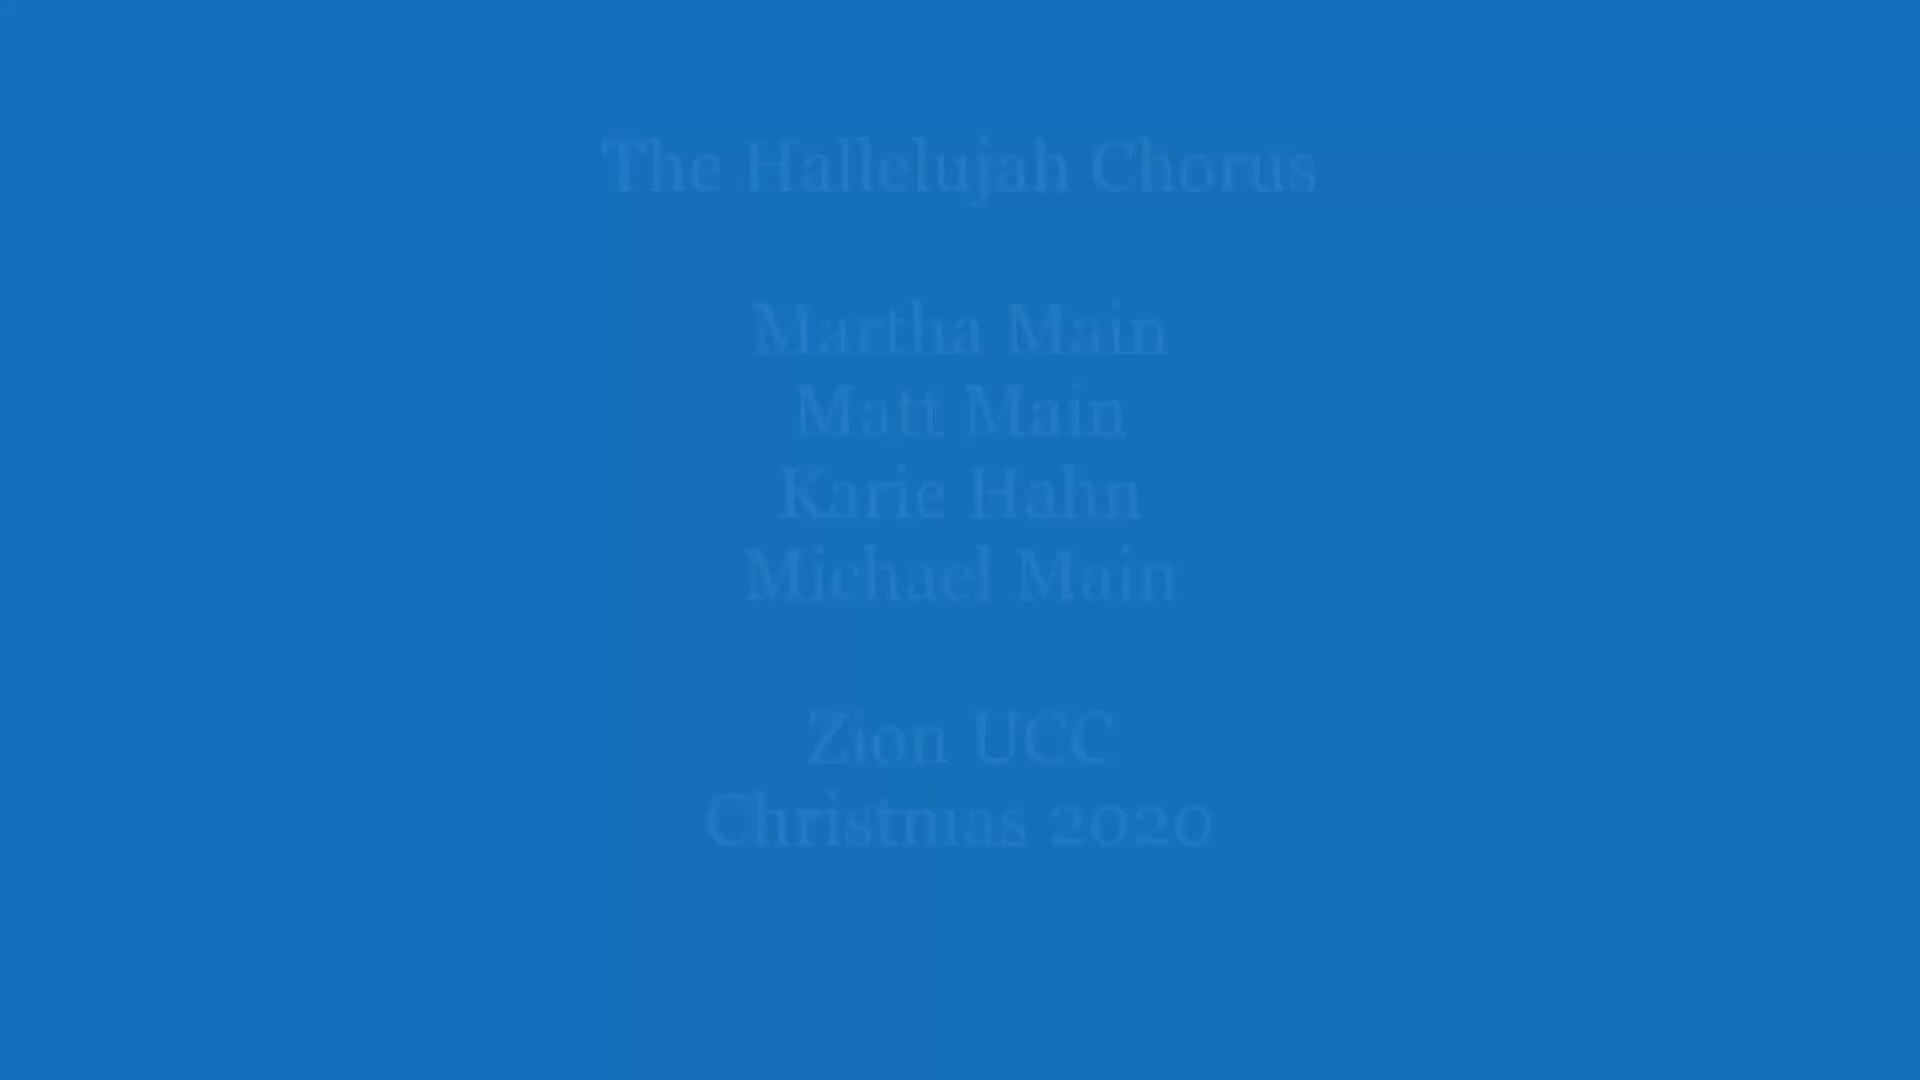 The Hallelujah Chorus
Martha Main
Matt Main
Karie Hahn
Michael Main
Zion UCC
Christmas 2020